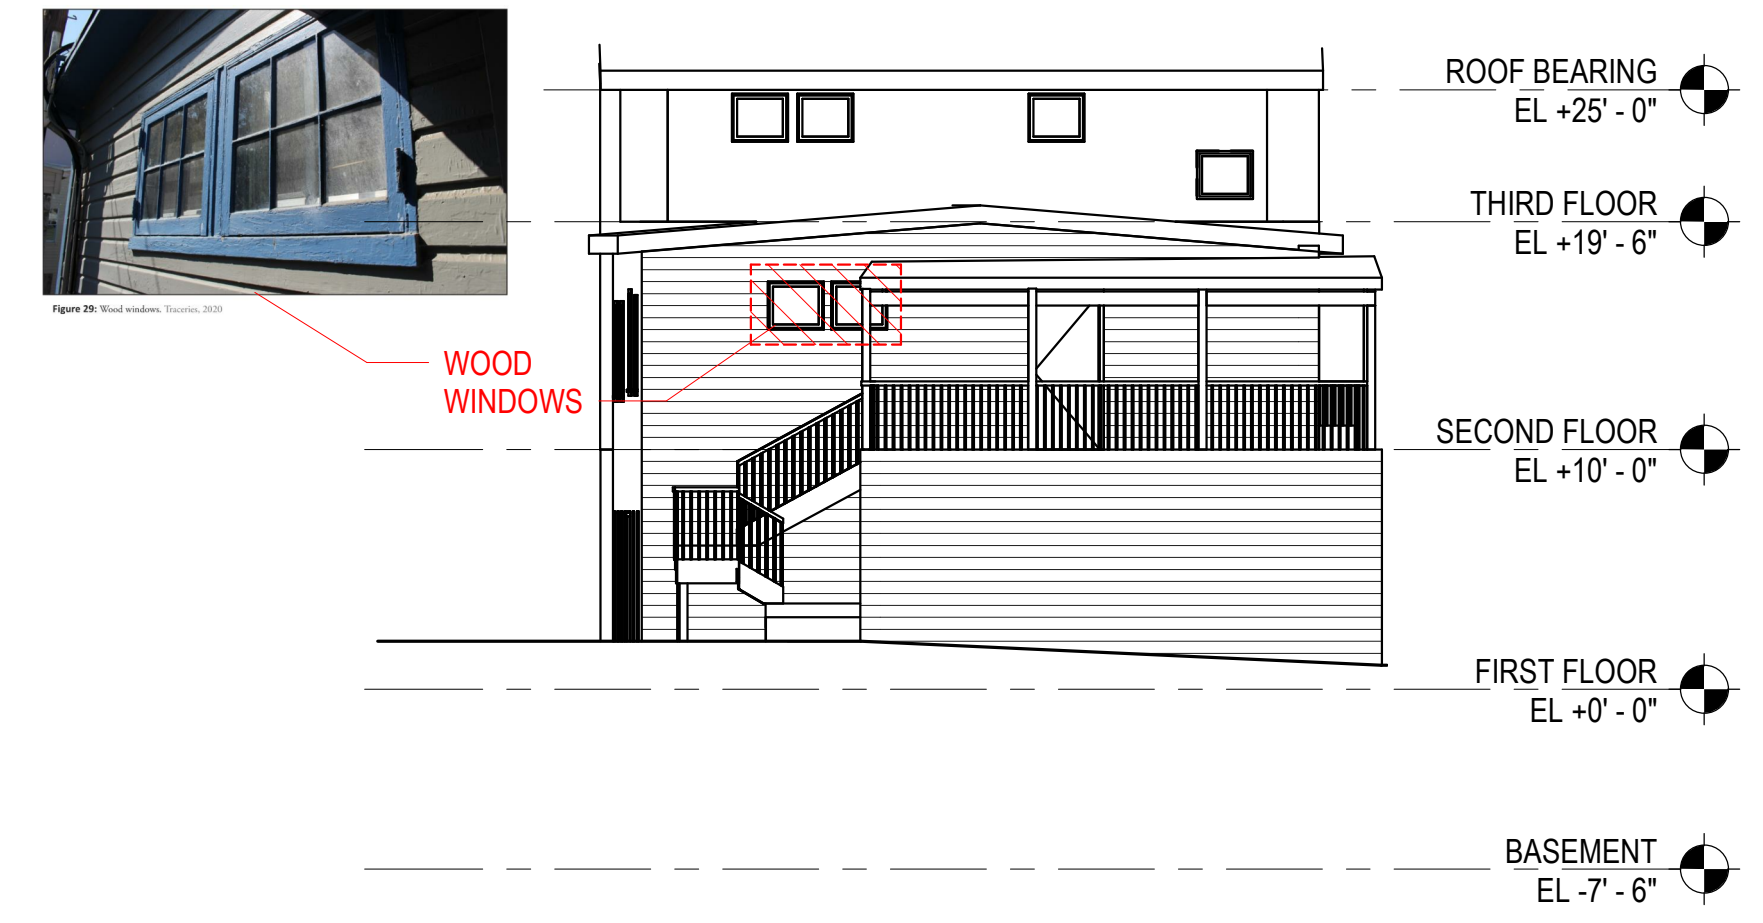 Figure 29: Wood windows. Traceries, 2020
WOOD
WINDOWS
ROOF BEARING
EL +25' - 0"
THIRD FLOOR
EL +19' - 6"
SECOND FLOOR
EL +10' - 0"
FIRST FLOOR
EL +0' - 0"
BASEMENT
EL -7' - 6"